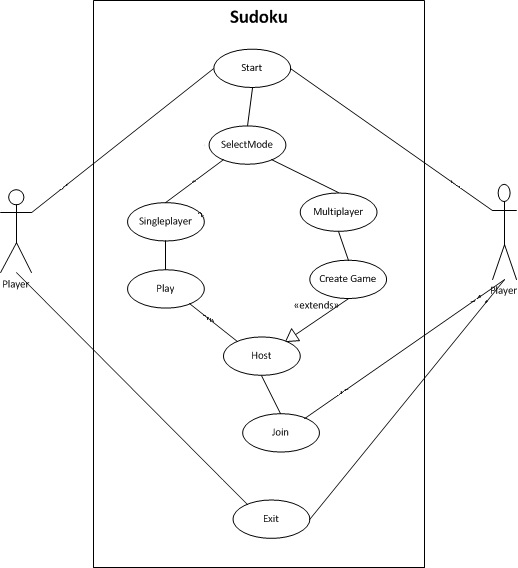 Sudoku
Start
SelectMode
Singleplayer
Multiplayer
Create Game
Play
Player
Player
«extends»
Host
Join
Exit